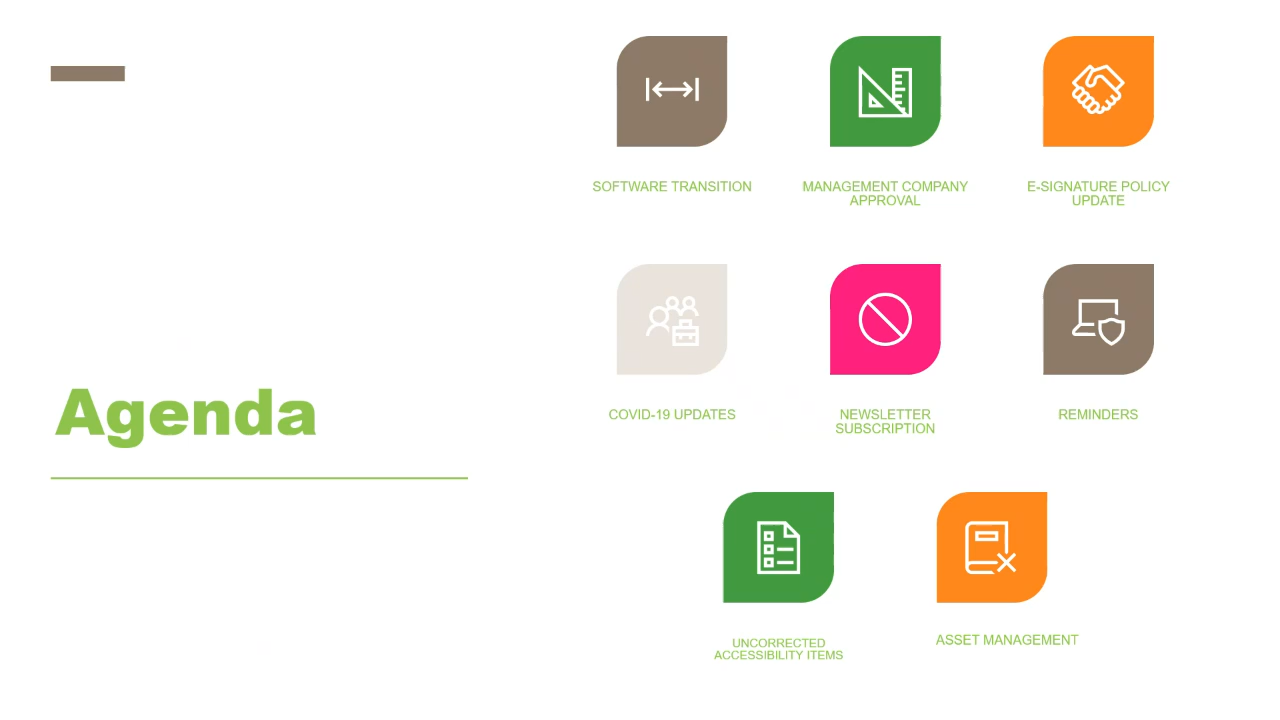 Agenda
SOFTWARE TRANSITION
MANAGEMENT COMPANY
APPROVAL
E-SIGNATURE POLICY
UPDATE
COVID-19 UPDATES
NEWSLETTER
SUBSCRIPTION
REMINDERS
UNCORRECTED
ACCESSIBILITY ITEMS
ASSET MANAGEMENT